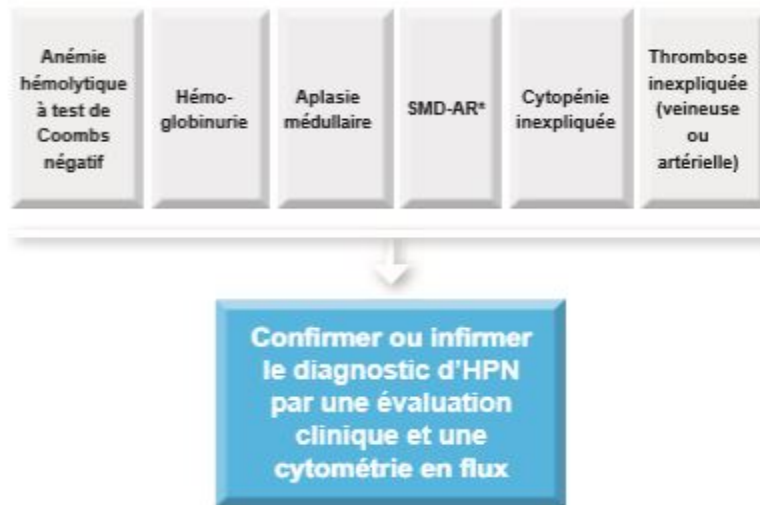 Anémie
hémolytique
à test de
Coombs
négatif
Hémo-
globinurie
Aplasie
médullaire
SMD-AR*
Cytopénie
inexpliquée
Thrombose
inexpliquée
(veineuse
ou
artérielle)
Confirmer ou infirmer
le diagnostic d’HPN
par une évaluation
clinique et une
cytométrie en flux